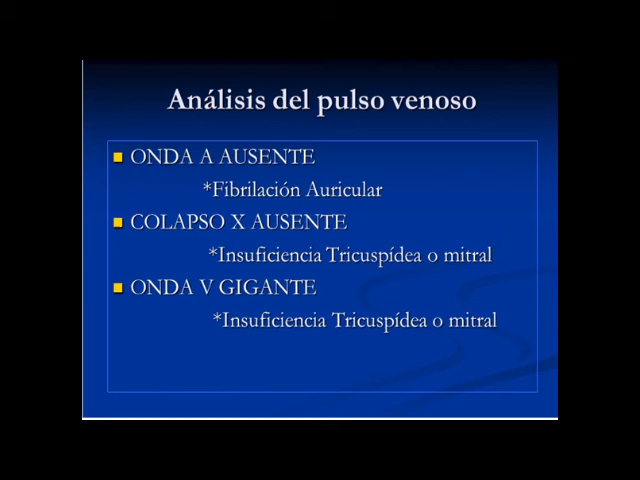 Análisis del pulso venoso
ONDA A AUSENTE
*Fibrilación Auricular
COLAPSO X AUSENTE
*Insuficiencia Tricuspídea o mitral
ONDA V GIGANTE
*Insuficiencia Tricuspídea o mitral